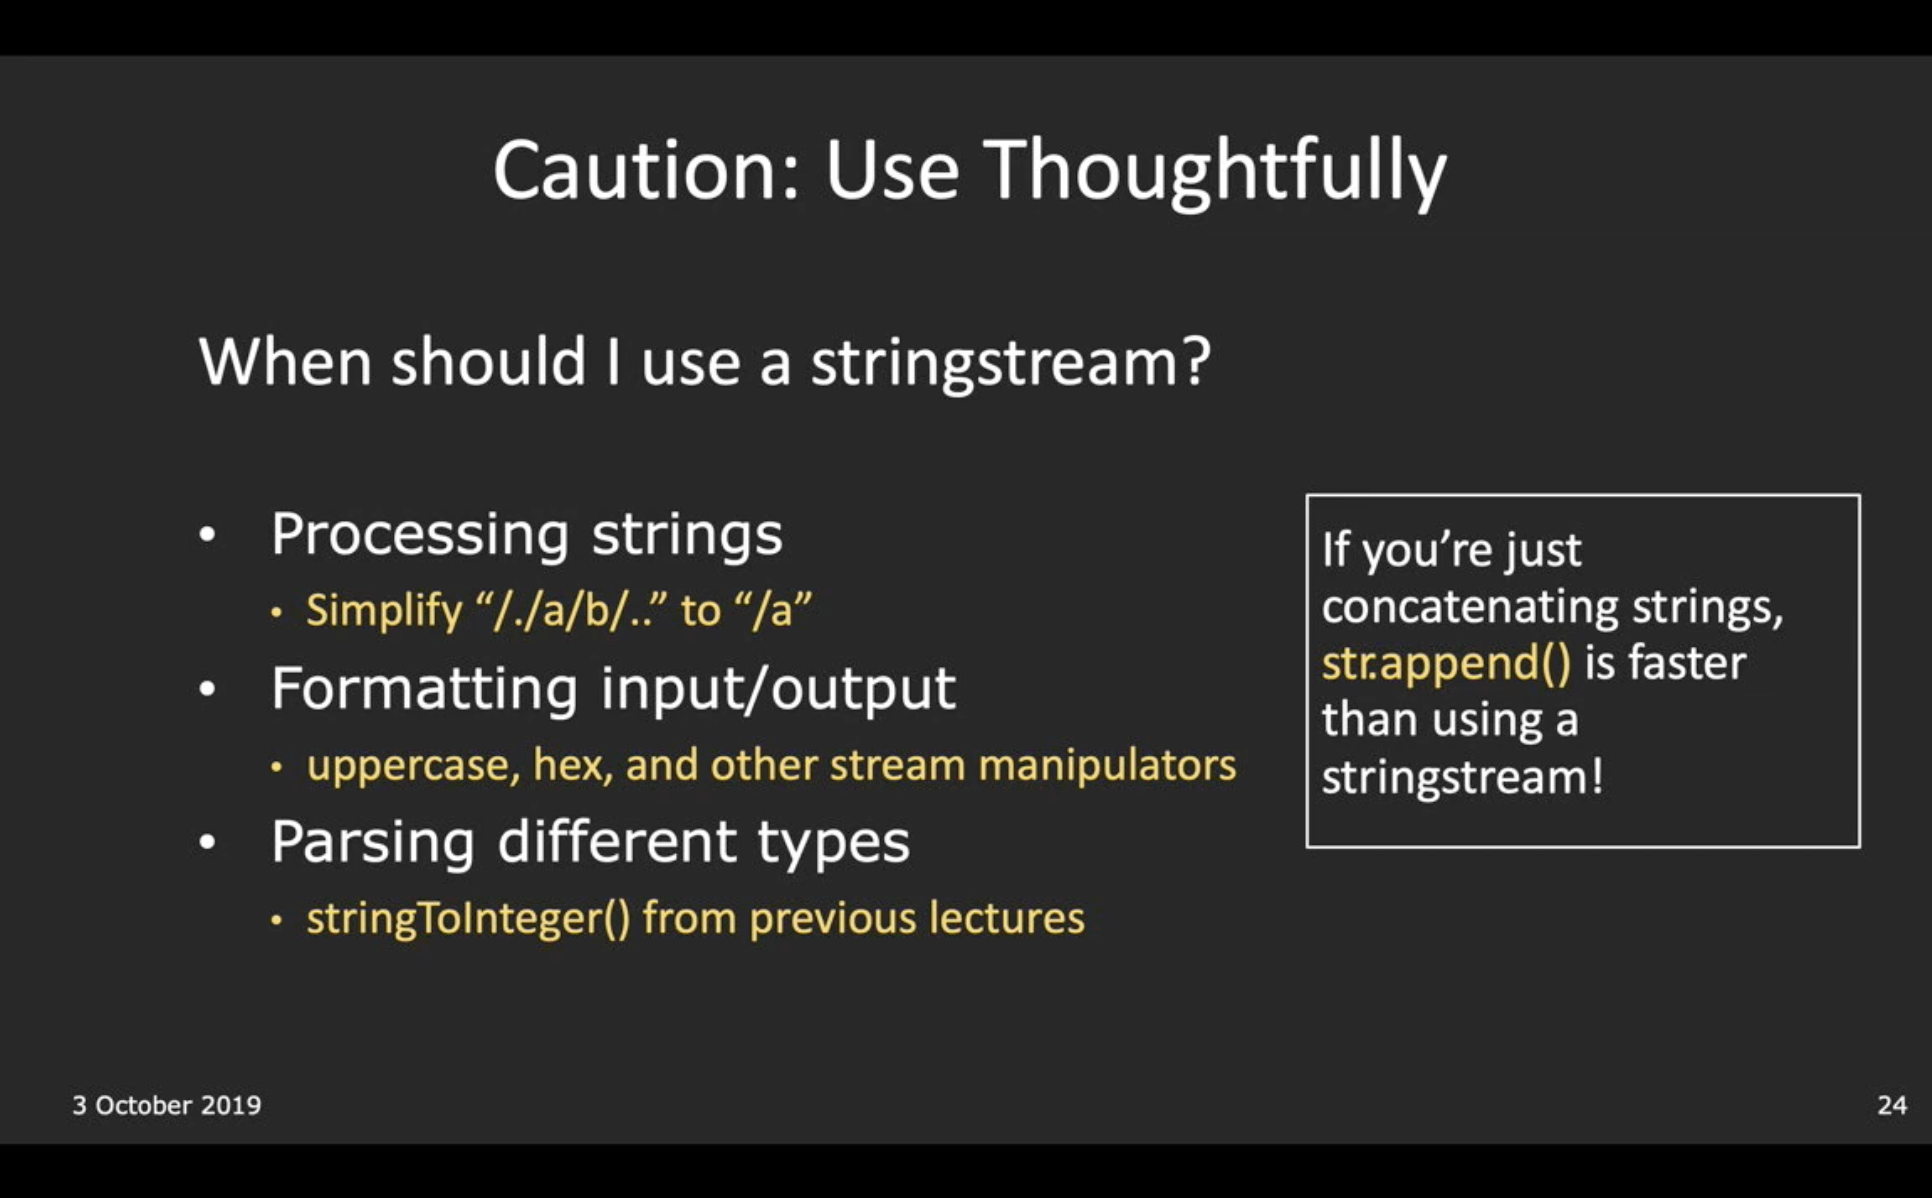 Caution: Use Thoughtfully
When should I use a stringstream?
• Processing strings
• Simplify “/./a/b/..” to “/a”
• Formatting input/output
• uppercase, hex, and other stream manipulators
• Parsing different types
• stringToInteger() from previous lectures
If you’re just
concatenating strings,
str.append() is faster
than using a
stringstream!
3 October 2019
24